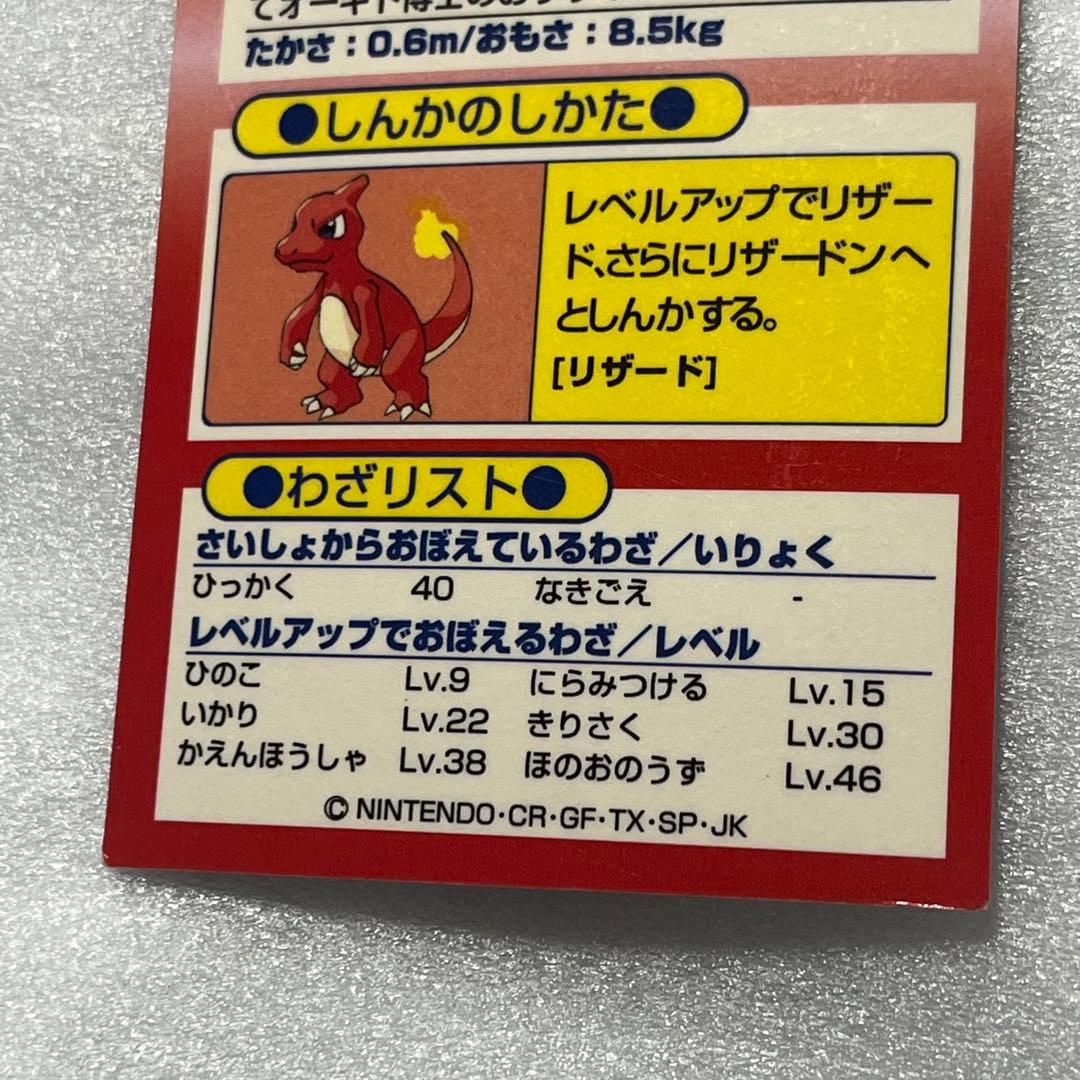 たかさ：0.6m/おもさ：8.5kg
●しんかのしかた●
レベルアップでリザー
ド、さらにリザードンへ
としんかする。
[リザード]
●わざリスト●
さいしょからおぼえているわざ／いりょく
ひっかく 40 なきごえ -
レベルアップでおぼえるわざ／レベル
ひのこ Lv.9 にらみつける Lv.15
いかり Lv.22 きりさく Lv.30
かえんほうしゃ Lv.38 ほのおのうず Lv.46
© NINTENDO・CR・GF・TX・SP・JK